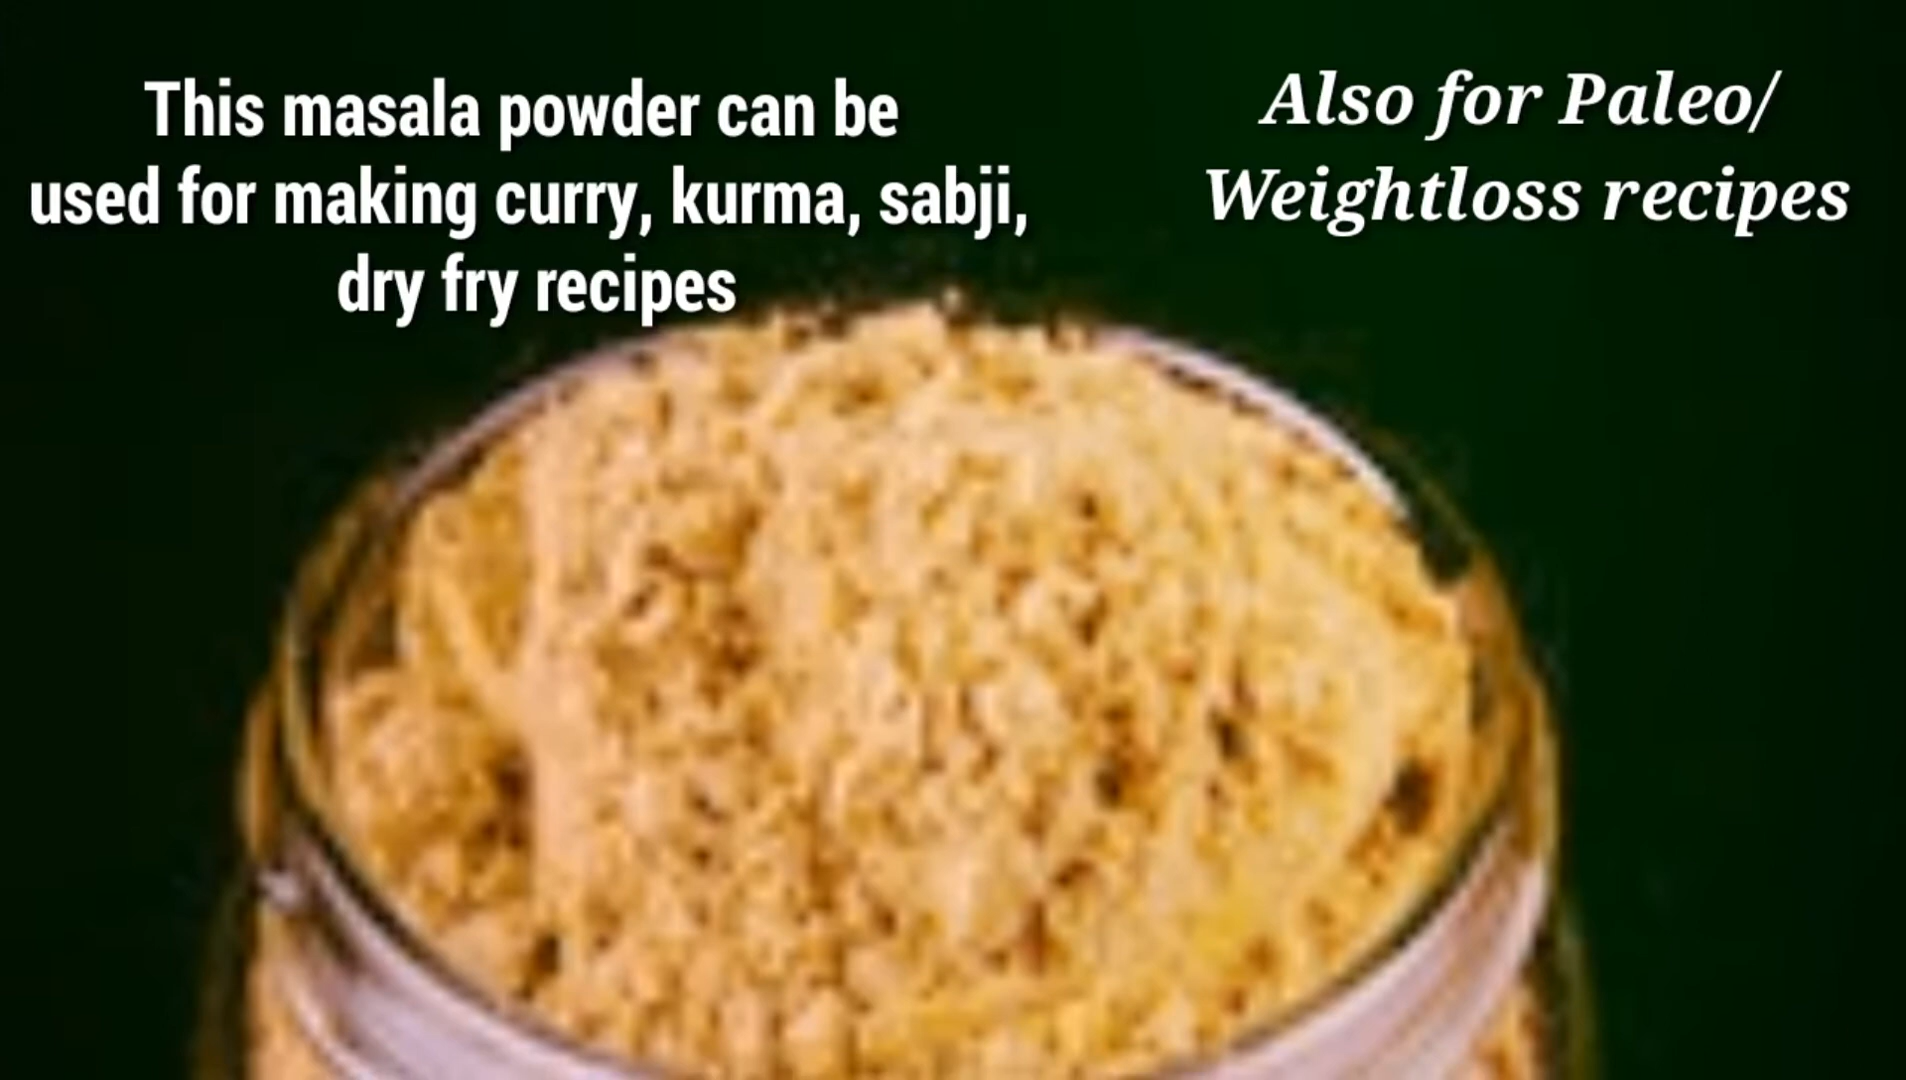 This masala powder can be
used for making curry, kurma, sabji,
dry fry recipes
Also for Paleo/
Weightloss recipes